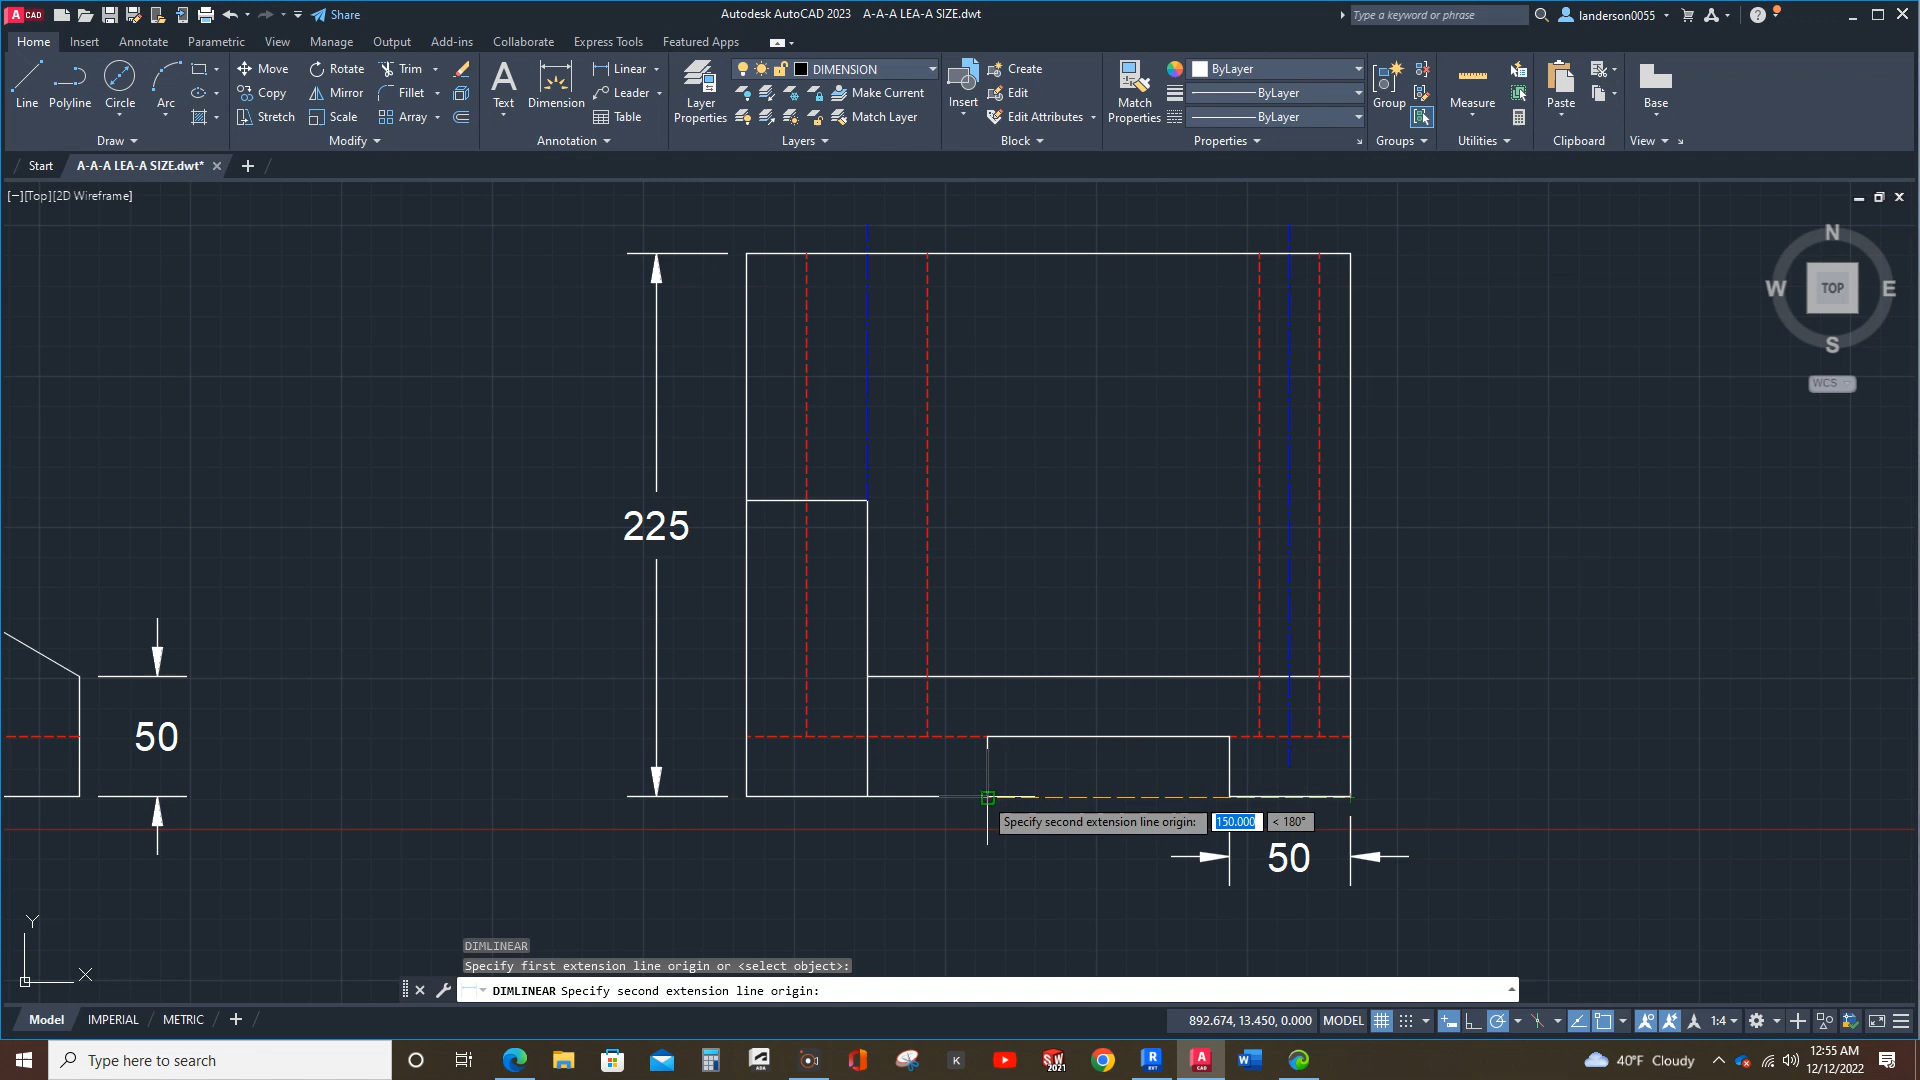 CAD
Share
Autodesk AutoCAD 2023 A-A-A LEA-A SIZE.dwt
Type a keyword or phrase
landerson0055
Home Insert Annotate Parametric View Manage Output Add-ins Collaborate Express Tools Featured Apps
Line Polyline Circle Arc
Move Rotate Trim
Copy Mirror Fillet
Stretch Scale Array
Text Dimension
Linear
Leader
Table
Layer Properties
DIMENSION
Make Current
Match Layer
Insert
Create
Edit
Edit Attributes
Match Properties
ByLayer
ByLayer
ByLayer
Group Measure Paste Base
Draw Modify Annotation Layers Block Properties Groups Utilities Clipboard View
Start A-A-A LEA-A SIZE.dwt*
[−][Top][2D Wireframe]
N
W TOP E
S
WCS
225
50
Specify second extension line origin: 150.000 < 180°
50
Y
X
DIMLINEAR
Specify first extension line origin or <select object>:
DIMLINEAR Specify second extension line origin:
Model IMPERIAL METRIC
892.674, 13.450, 0.000 MODEL 1:4
Type here to search
K
SW
2021
R
RVT
A
CAD
W
40°F Cloudy
12:55 AM
12/12/2022